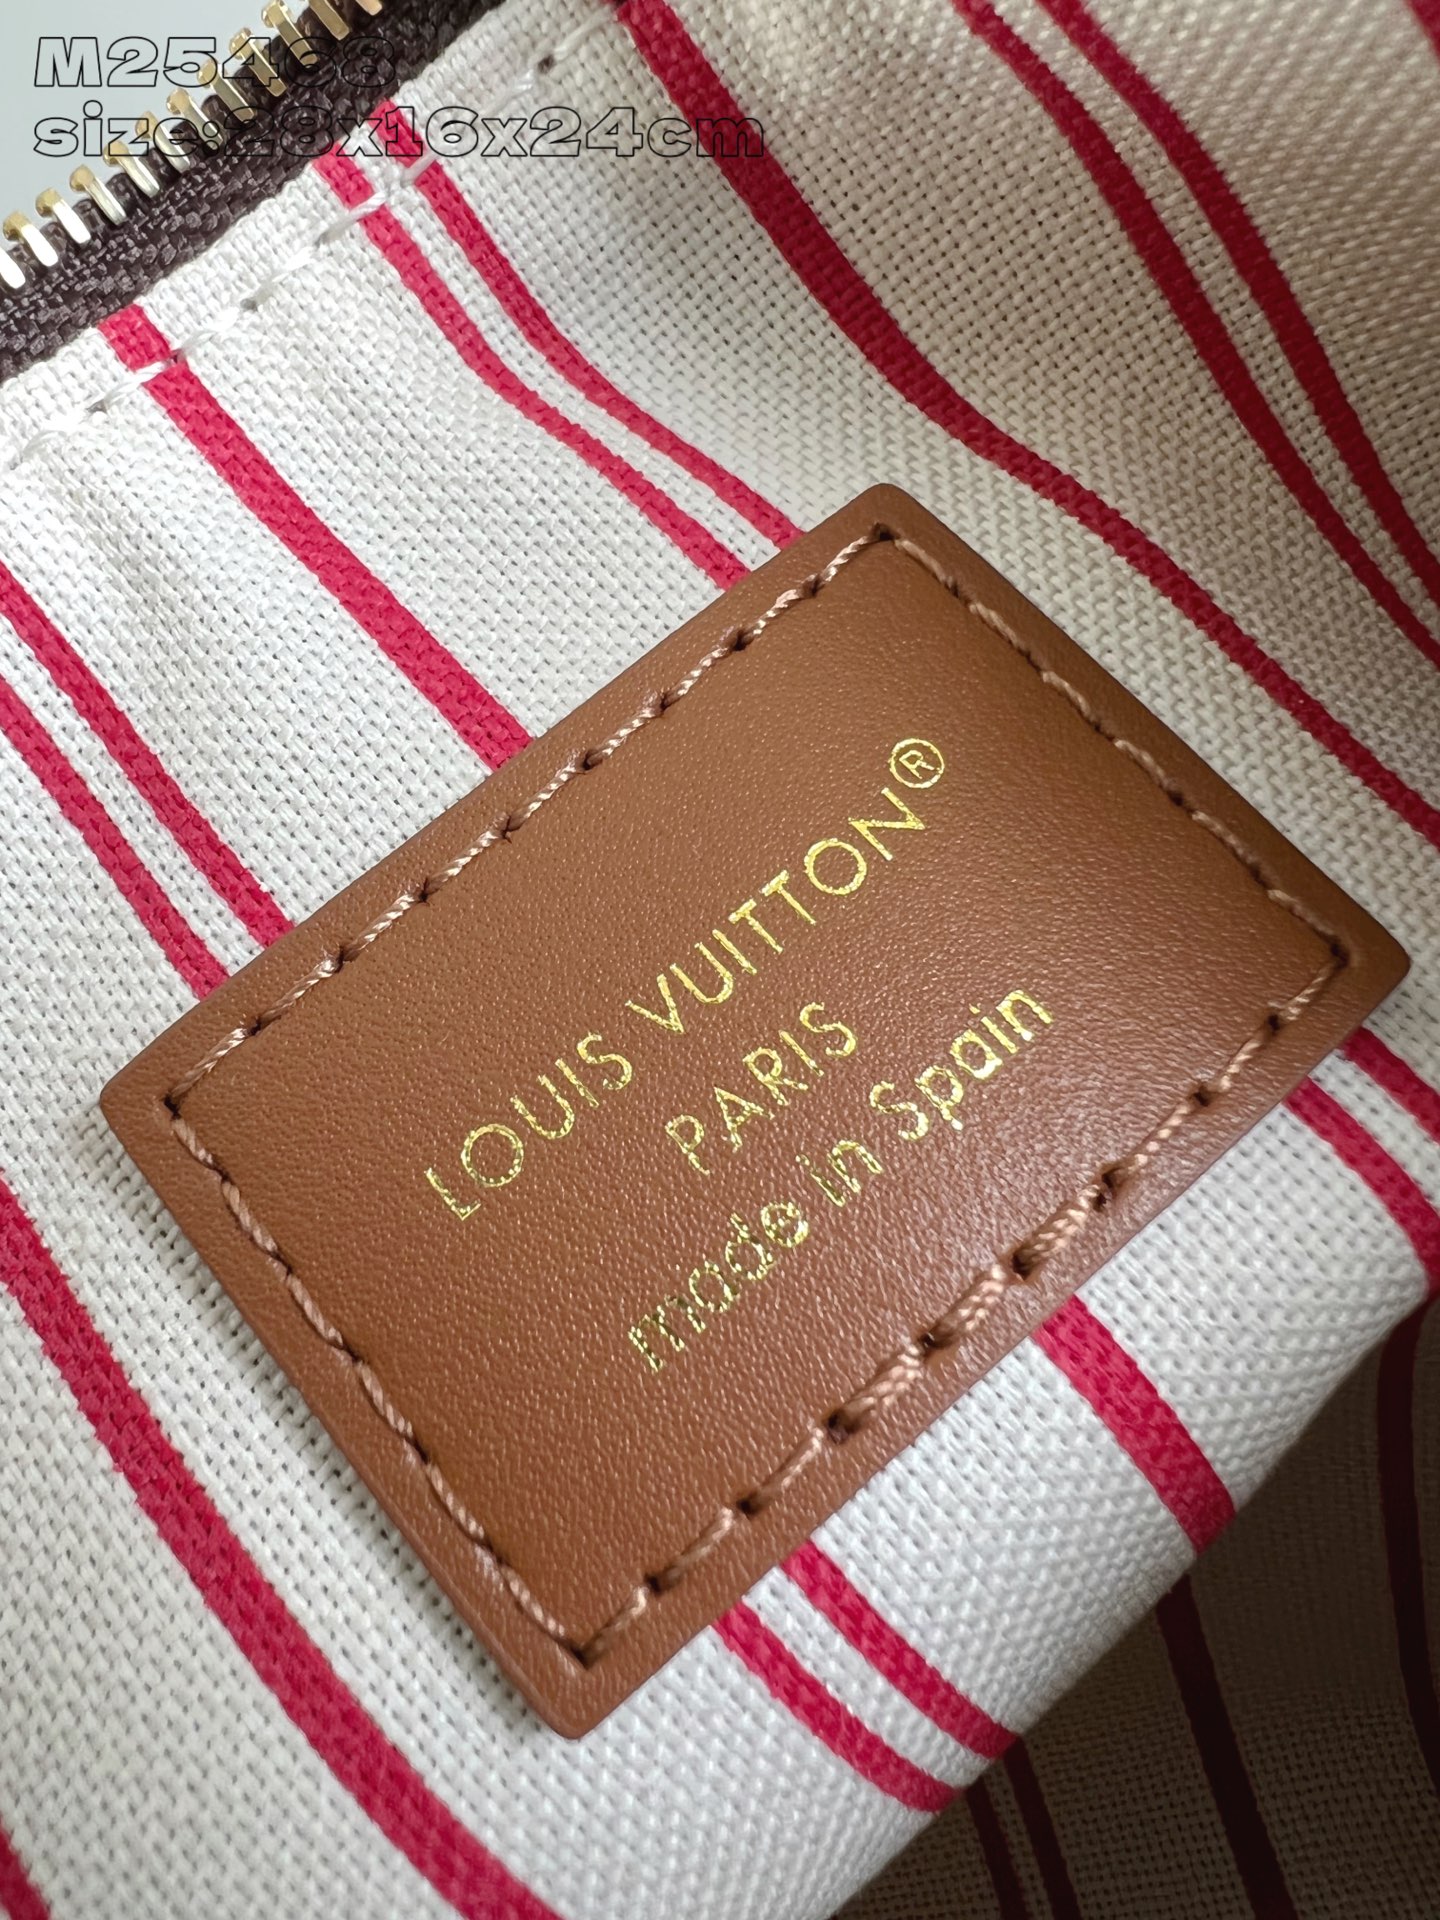 M25468
size:28x16x24cm
LOUIS VUITTON®
PARIS
made in Spain